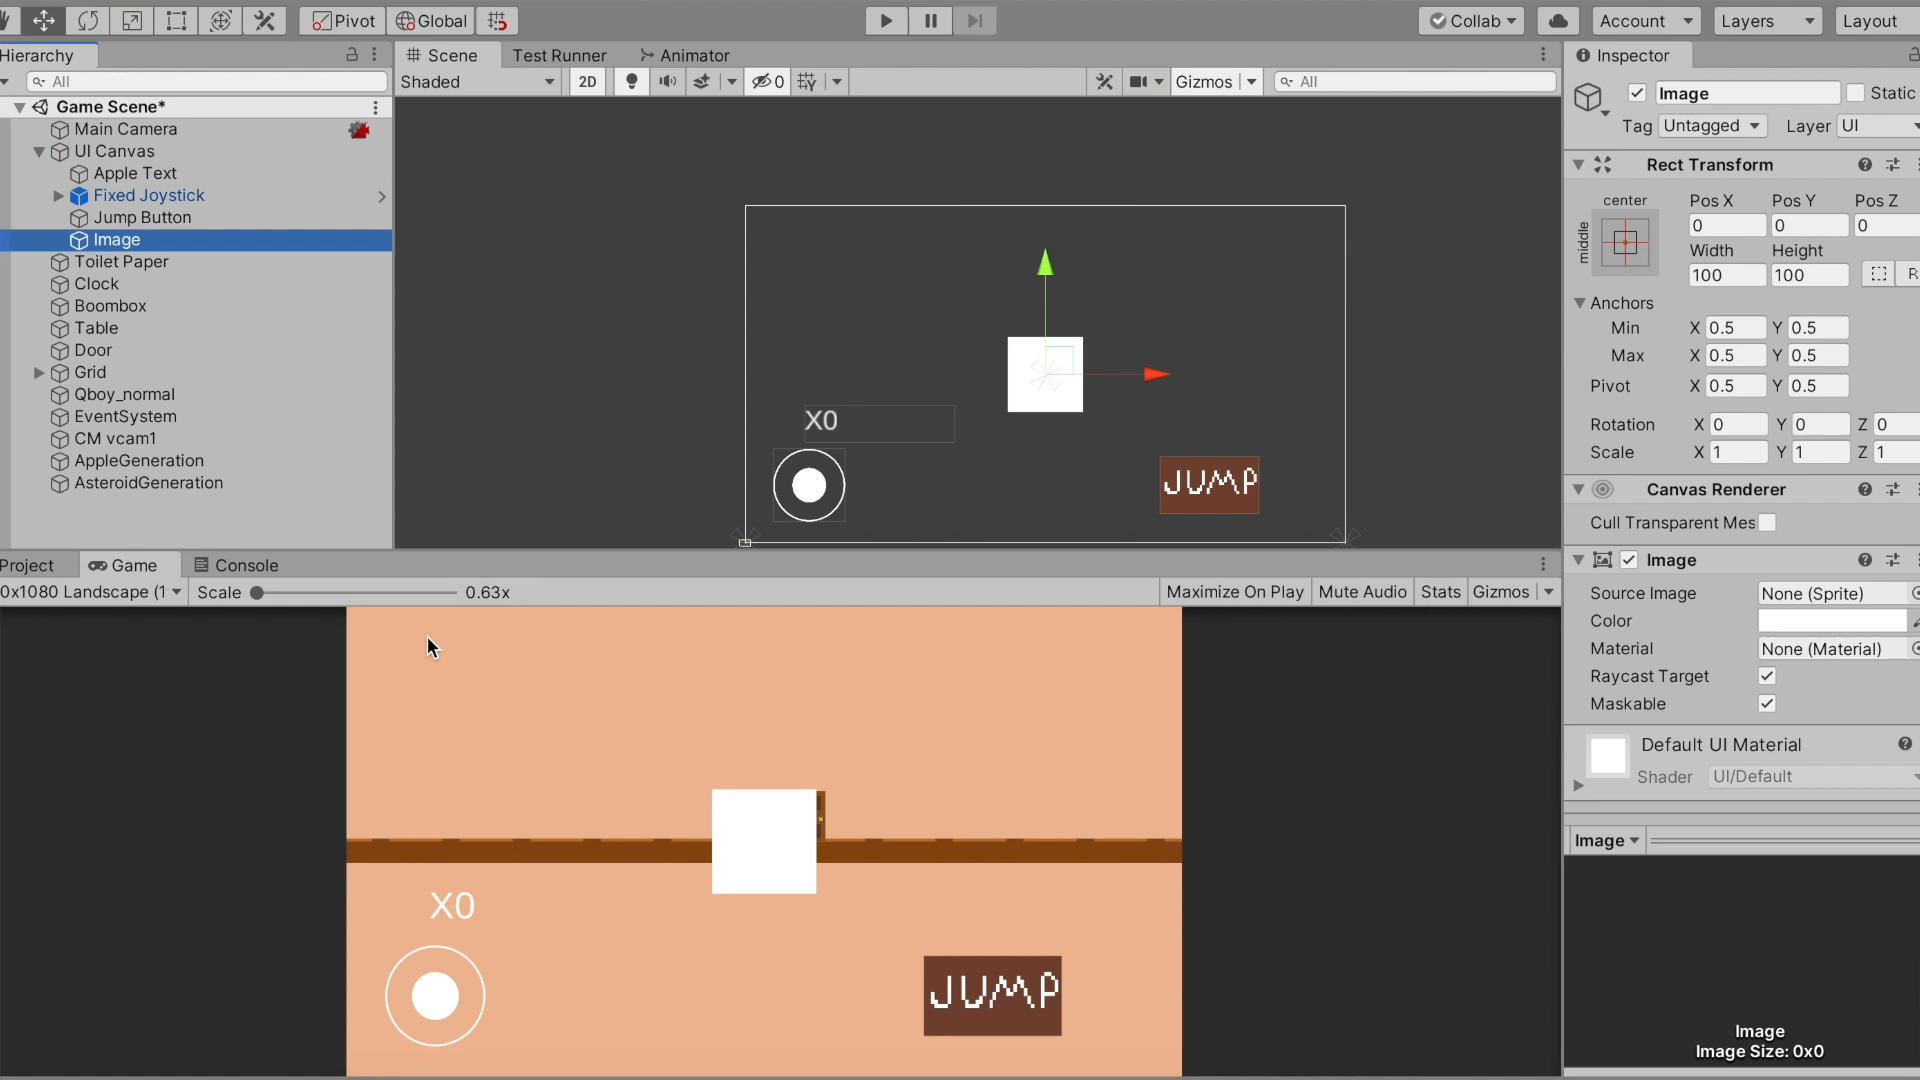 Pivot Global Collab Account Layers Layout
Hierarchy Scene Test Runner Animator Inspector
All Shaded 2D 0 Gizmos All
Game Scene*
Main Camera
UI Canvas
Apple Text
Fixed Joystick
Jump Button
Image
Toilet Paper
Clock
Boombox
Table
Door
Grid
Qboy_normal
EventSystem
CM vcam1
AppleGeneration
AsteroidGeneration
X0
JUMP
Image Static
Tag Untagged Layer UI
Rect Transform
center Pos X Pos Y Pos Z
middle 0 0 0
Width Height
100 100 R
Anchors
Min X 0.5 Y 0.5
Max X 0.5 Y 0.5
Pivot X 0.5 Y 0.5
Rotation X 0 Y 0 Z 0
Scale X 1 Y 1 Z 1
Canvas Renderer
Cull Transparent Mes
Image
Source Image None (Sprite)
Color
Material None (Material)
Raycast Target
Maskable
Default UI Material
Shader UI/Default
Image
Image
Image Size: 0x0
Project Game Console
0x1080 Landscape (1 Scale 0.63x Maximize On Play Mute Audio Stats Gizmos
X0
JUMP